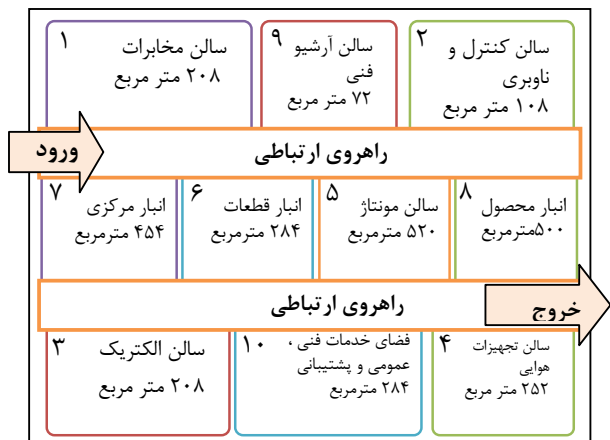 ۱
سالن مخابرات
۲۰۸ متر مربع
۹
سالن آرشیو
فنی
۷۲ متر مربع
۲
سالن کنترل و
ناوبری
۱۰۸ متر مربع
ورود
راهروی ارتباطی
۷
انبار مرکزی
۴۵۴ مترمربع
۶
انبار قطعات
۲۸۴ مترمربع
۵
سالن مونتاژ
۵۲۰ مترمربع
۸
انبار محصول
۵۰۰مترمربع
راهروی ارتباطی
خروج
۳
سالن الکتریک
۲۰۸ متر مربع
۱۰
فضای خدمات فنی ،
عمومی و پشتیبانی
۲۸۴ مترمربع
۴
سالن تجهیزات
هوایی
۲۵۲ متر مربع